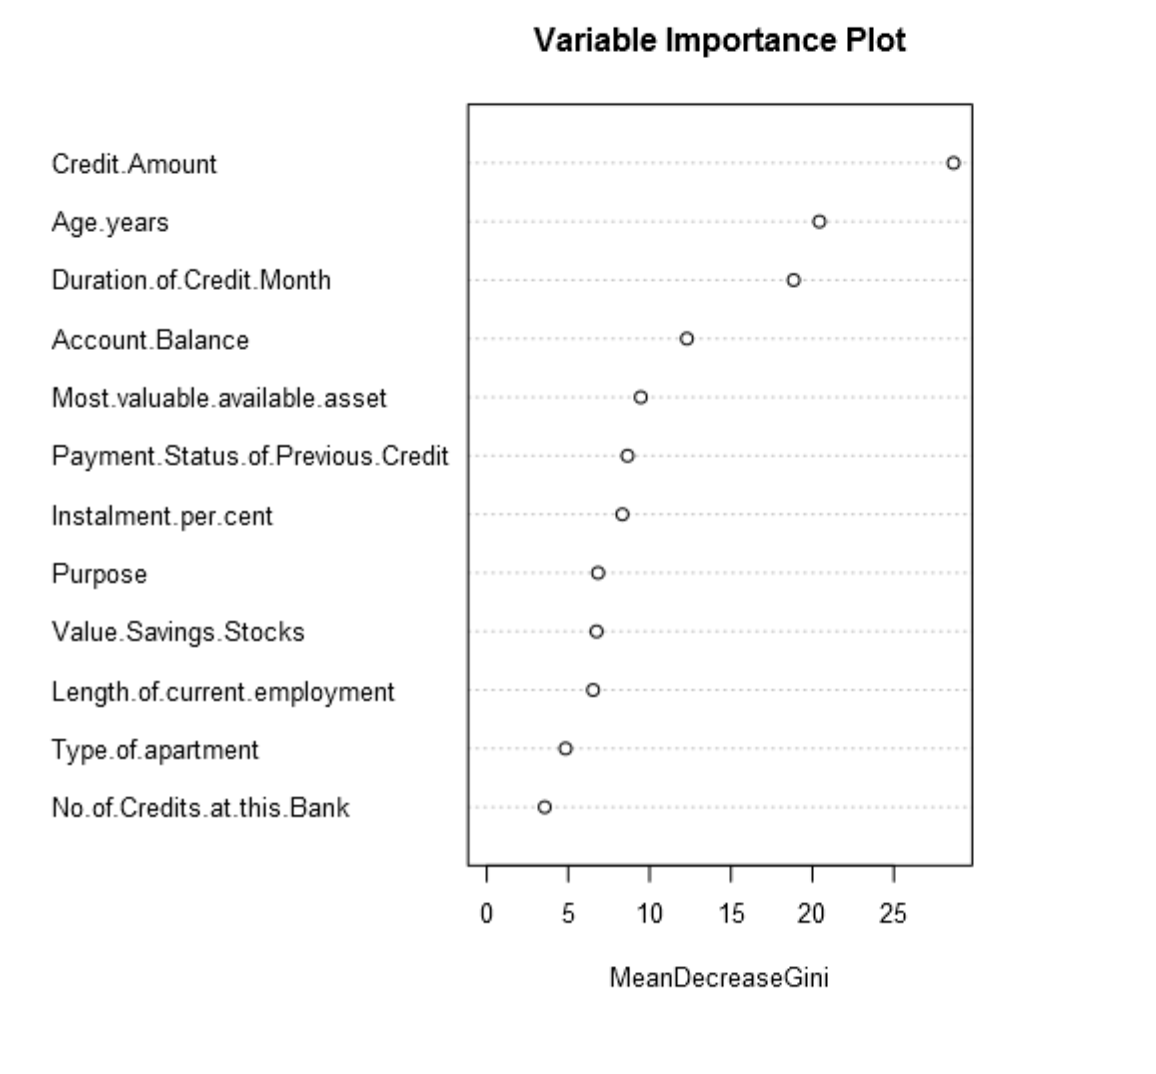 Variable Importance Plot
Credit.Amount
Age.years
Duration.of.Credit.Month
Account.Balance
Most.valuable.available.asset
Payment.Status.of.Previous.Credit
Instalment.per.cent
Purpose
Value.Savings.Stocks
Length.of.current.employment
Type.of.apartment
No.of.Credits.at.this.Bank
0 5 10 15 20 25
MeanDecreaseGini